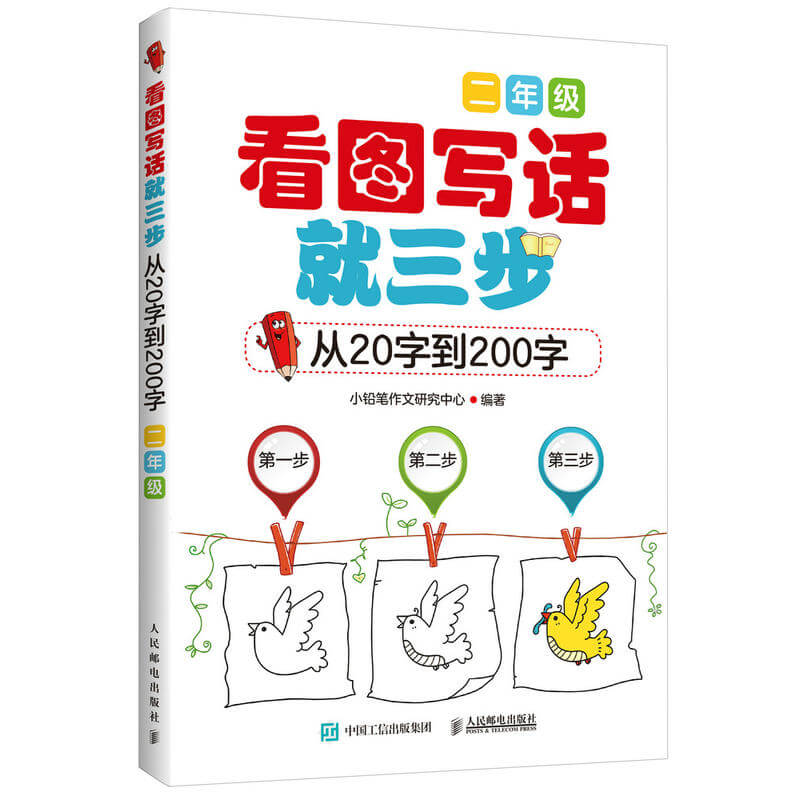 二年级
看图写话
就三步
从20字到200字
小铅笔作文研究中心 编著
第一步
第二步
第三步
中国工信出版集团
人民邮电出版社
POSTS & TELECOM PRESS
看图写话就三步
从20字到200字
二年级
人民邮电出版社